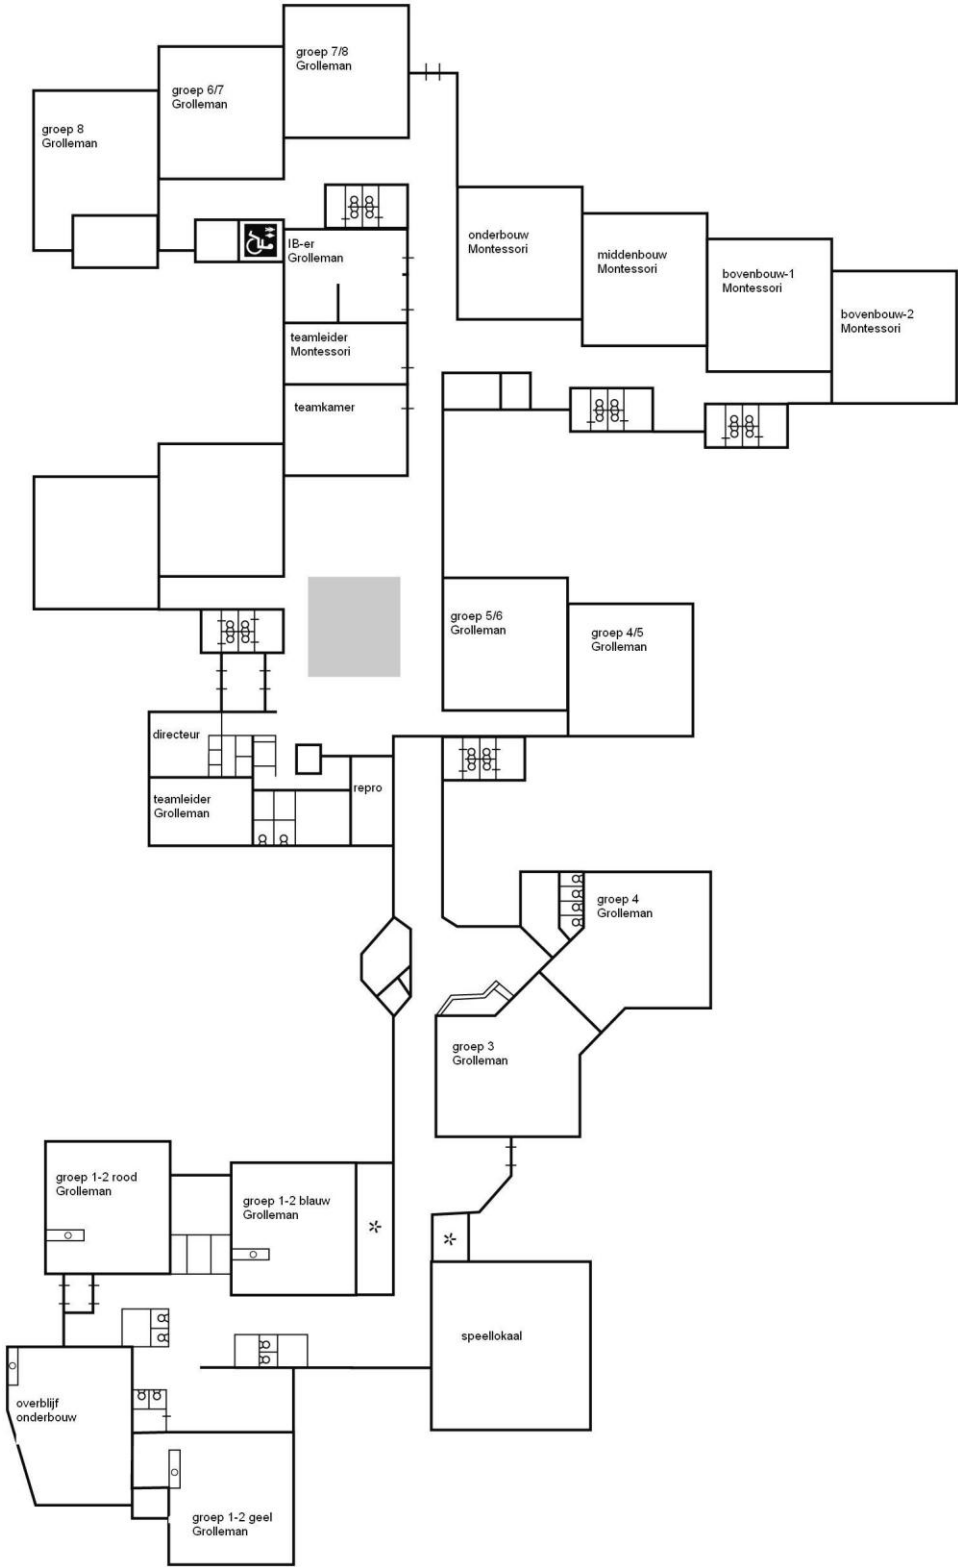 groep 7/8
Grolleman
groep 6/7
Grolleman
groep 8
Grolleman
IB-er
Grolleman
onderbouw
Montessori
middenbouw
Montessori
bovenbouw-1
Montessori
bovenbouw-2
Montessori
teamleider
Montessori
teamkamer
groep 5/6
Grolleman
groep 4/5
Grolleman
directeur
teamleider
Grolleman
repro
groep 4
Grolleman
groep 3
Grolleman
groep 1-2 rood
Grolleman
groep 1-2 blauw
Grolleman
speellokaal
overblijf
onderbouw
groep 1-2 geel
Grolleman